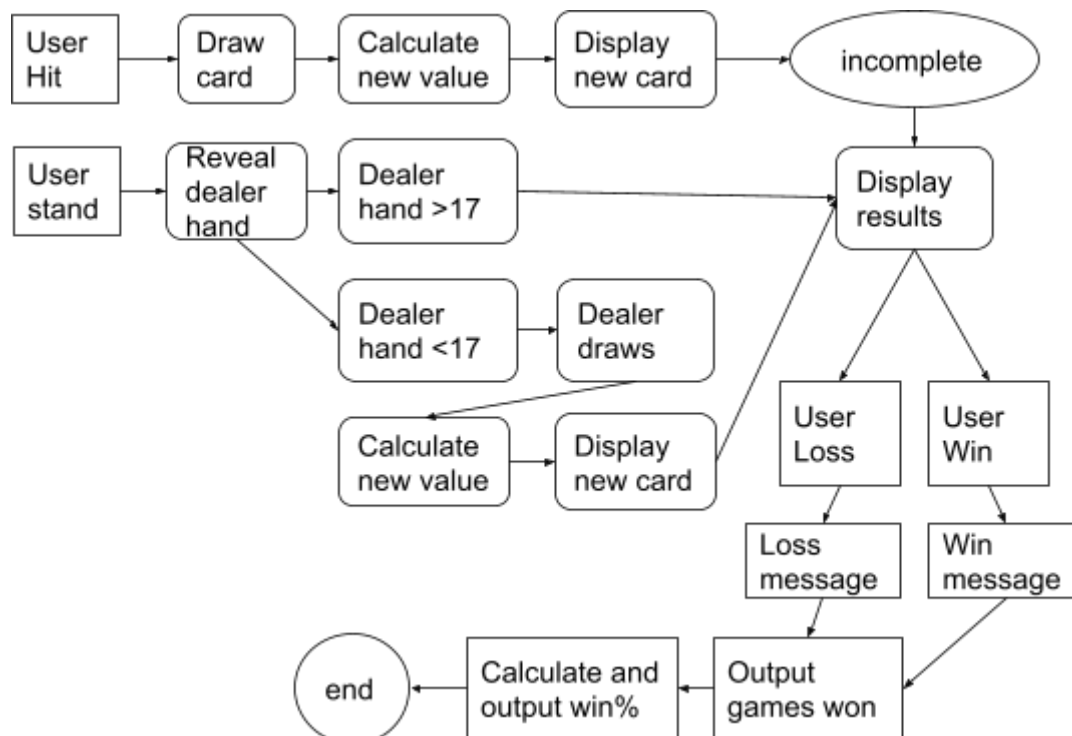 User
Hit
Draw
card
Calculate
new value
Display
new card
incomplete
User
stand
Reveal
dealer
hand
Dealer
hand >17
Display
results
Dealer
hand <17
Dealer
draws
Calculate
new value
Display
new card
User
Loss
User
Win
Loss
message
Win
message
end
Calculate and
output win%
Output
games won